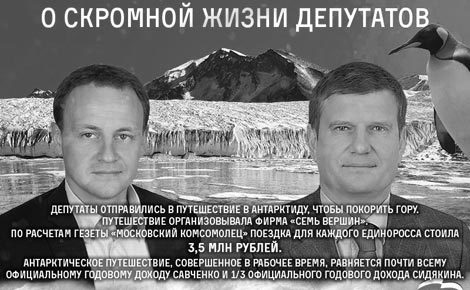 О СКРОМНОЙ ЖИЗНИ ДЕПУТАТОВ
ДЕПУТАТЫ ОТПРАВИЛИСЬ В ПУТЕШЕСТВИЕ В АНТАРКТИДУ, ЧТОБЫ ПОКОРИТЬ ГОРУ.
ПУТЕШЕСТВИЕ ОРГАНИЗОВЫВАЛА ФИРМА «СЕМЬ ВЕРШИН».
ПО РАСЧЕТАМ ГЕЗЕТЫ «МОСКОВСКИЙ КОМСОМОЛЕЦ» ПОЕЗДКА ДЛЯ КАЖДОГО ЕДИНОРОССА СТОИЛА
3,5 МЛН РУБЛЕЙ.
АНТАРКТИЧЕСКОЕ ПУТЕШЕСТВИЕ, СОВЕРШЕННОЕ В РАБОЧЕЕ ВРЕМЯ, РАВНЯЕТСЯ ПОЧТИ ВСЕМУ
ОФИЦИАЛЬНОМУ ГОДОВОМУ ДОХОДУ САВЧЕНКО И 1/3 ОФИЦИАЛЬНОГО ГОДОВОГО ДОХОДА СИДЯКИНА.